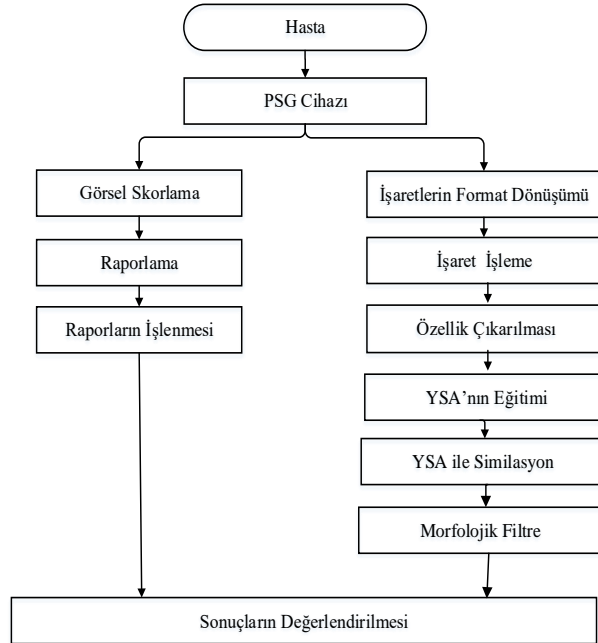 Hasta
PSG Cihazı
Görsel Skorlama
Raporlama
Raporların İşlenmesi
İşaretlerin Format Dönüşümü
İşaret İşleme
Özellik Çıkarılması
YSA’nın Eğitimi
YSA ile Similasyon
Morfolojik Filtre
Sonuçların Değerlendirilmesi